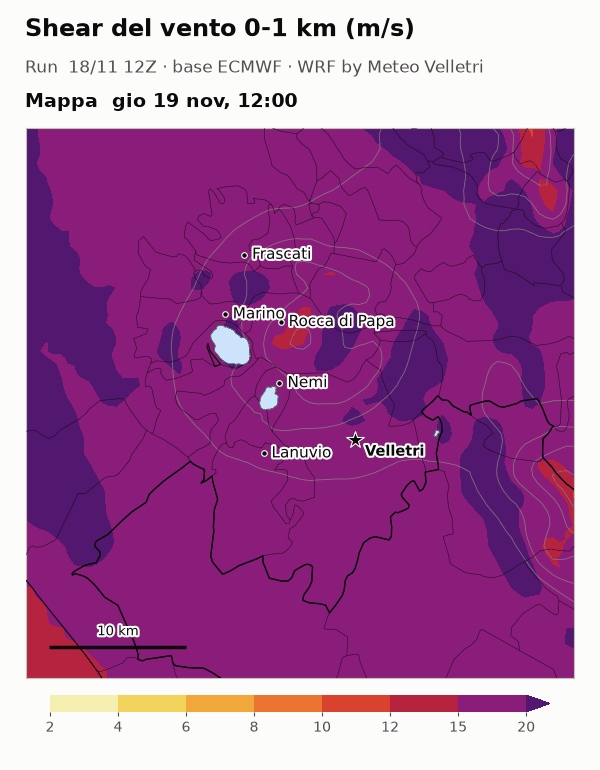 Shear del vento 0-1 km (m/s)
Run 18/11 12Z · base ECMWF · WRF by Meteo Velletri
Mappa gio 19 nov, 12:00
Frascati
Marino
Rocca di Papa
Nemi
Velletri
Lanuvio
10 km
2 4 6 8 10 12 15 20